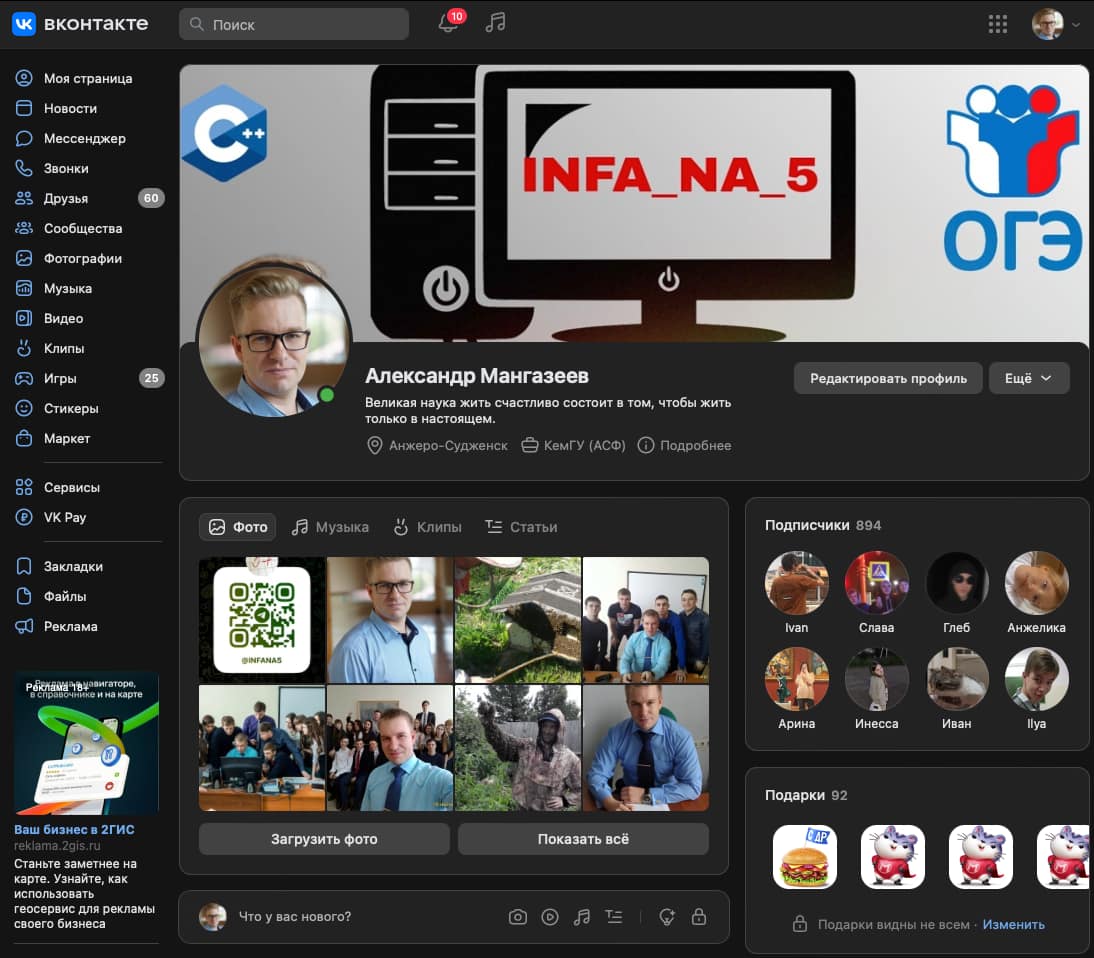 вконтакте
Поиск
10
Моя страница
Новости
Мессенджер
Звонки
Друзья
60
Сообщества
Фотографии
Музыка
Видео
Клипы
Игры
25
Стикеры
Маркет
Сервисы
VK Pay
Закладки
Файлы
Реклама
Реклама 18+
Реклама в навигаторе,
в справочнике и на карте
Ваш бизнес в 2ГИС
reklama.2gis.ru
Станьте заметнее на
карте. Узнайте, как
использовать
геосервис для рекламы
своего бизнеса
C++
INFA_NA_5
ОГЭ
Александр Мангазеев
Великая наука жить счастливо состоит в том, чтобы жить
только в настоящем.
Анжеро-Судженск
КемГУ (АСФ)
Подробнее
Редактировать профиль
Ещё
Фото
Музыка
Клипы
Статьи
@INFANA5
Загрузить фото
Показать всё
Что у вас нового?
Подписчики 894
Ivan
Слава
Глеб
Анжелика
Арина
Инесса
Иван
Ilya
Подарки 92
Подарки видны не всем · Изменить